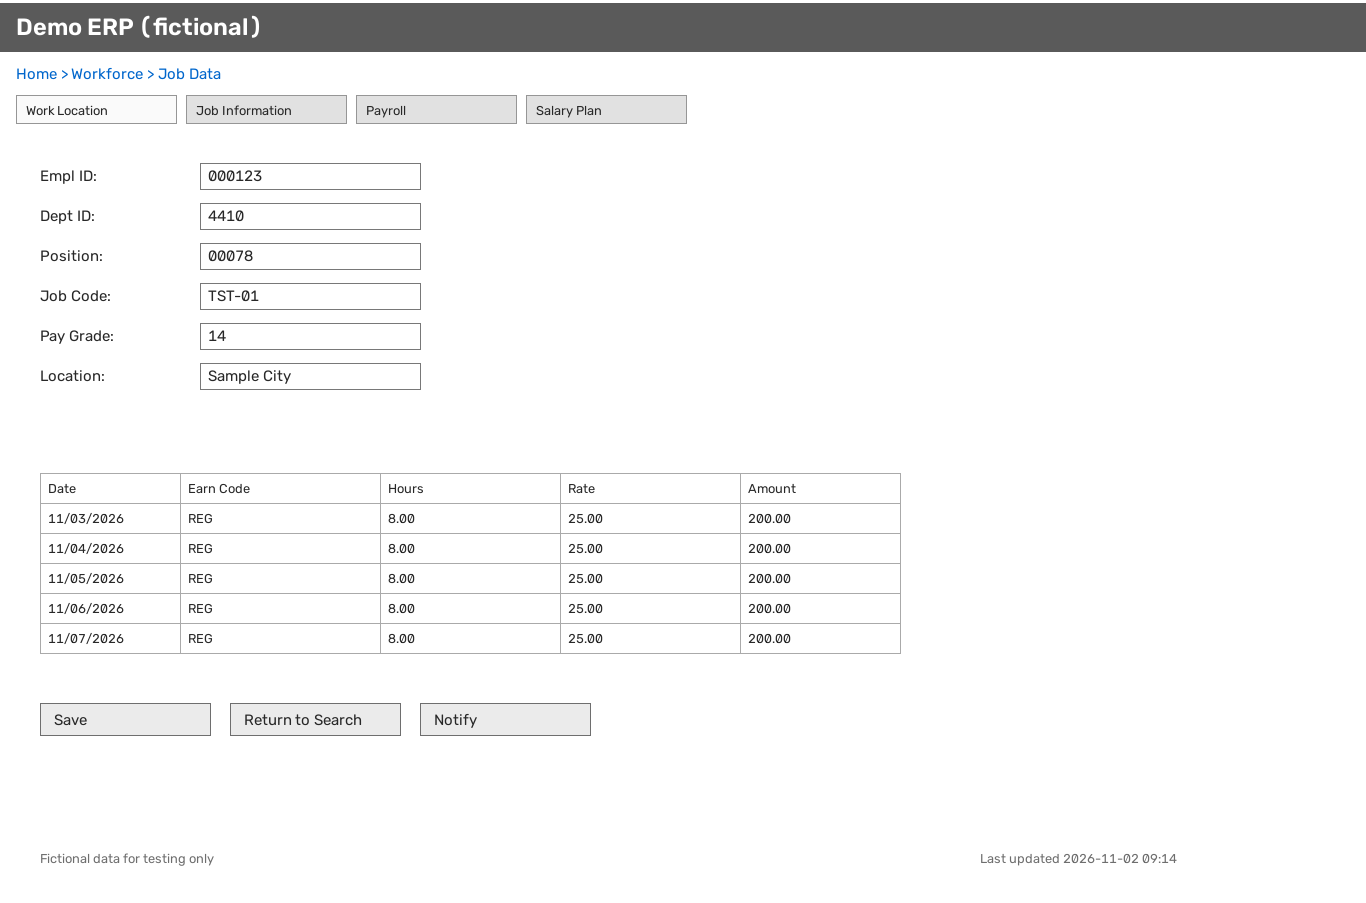 Demo ERP (fictional)
Home > Workforce > Job Data
Work Location Job Information Payroll Salary Plan
Empl ID: 000123
Dept ID: 4410
Position: 00078
Job Code: TST-01
Pay Grade: 14
Location: Sample City
Date Earn Code Hours Rate Amount
11/03/2026 REG 8.00 25.00 200.00
11/04/2026 REG 8.00 25.00 200.00
11/05/2026 REG 8.00 25.00 200.00
11/06/2026 REG 8.00 25.00 200.00
11/07/2026 REG 8.00 25.00 200.00
Save Return to Search Notify
Fictional data for testing only Last updated 2026-11-02 09:14